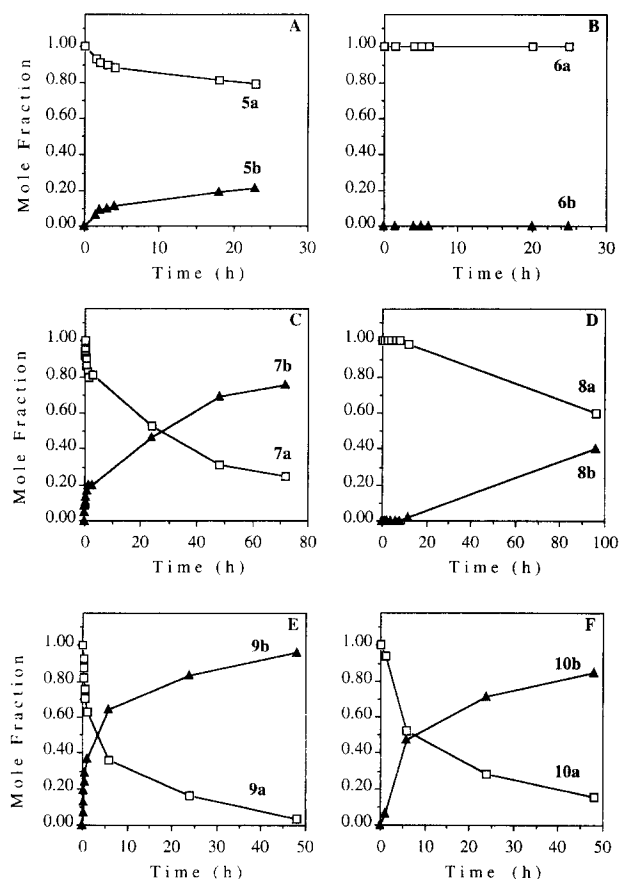 A
B
1.00
0.80
0.60
0.40
0.20
0.00
Mole Fraction
5a
5b
0 10 20 30
Time (h)
1.00
0.80
0.60
0.40
0.20
0.00
6a
6b
0 10 20 30
Time (h)
C
D
1.00
0.80
0.60
0.40
0.20
0.00
Mole Fraction
7b
7a
0 20 40 60 80
Time (h)
1.00
0.80
0.60
0.40
0.20
0.00
8a
8b
0 20 40 60 80 100
Time (h)
E
F
1.00
0.80
0.60
0.40
0.20
0.00
Mole Fraction
9b
9a
0 10 20 30 40 50
Time (h)
1.00
0.80
0.60
0.40
0.20
0.00
10b
10a
0 10 20 30 40 50
Time (h)